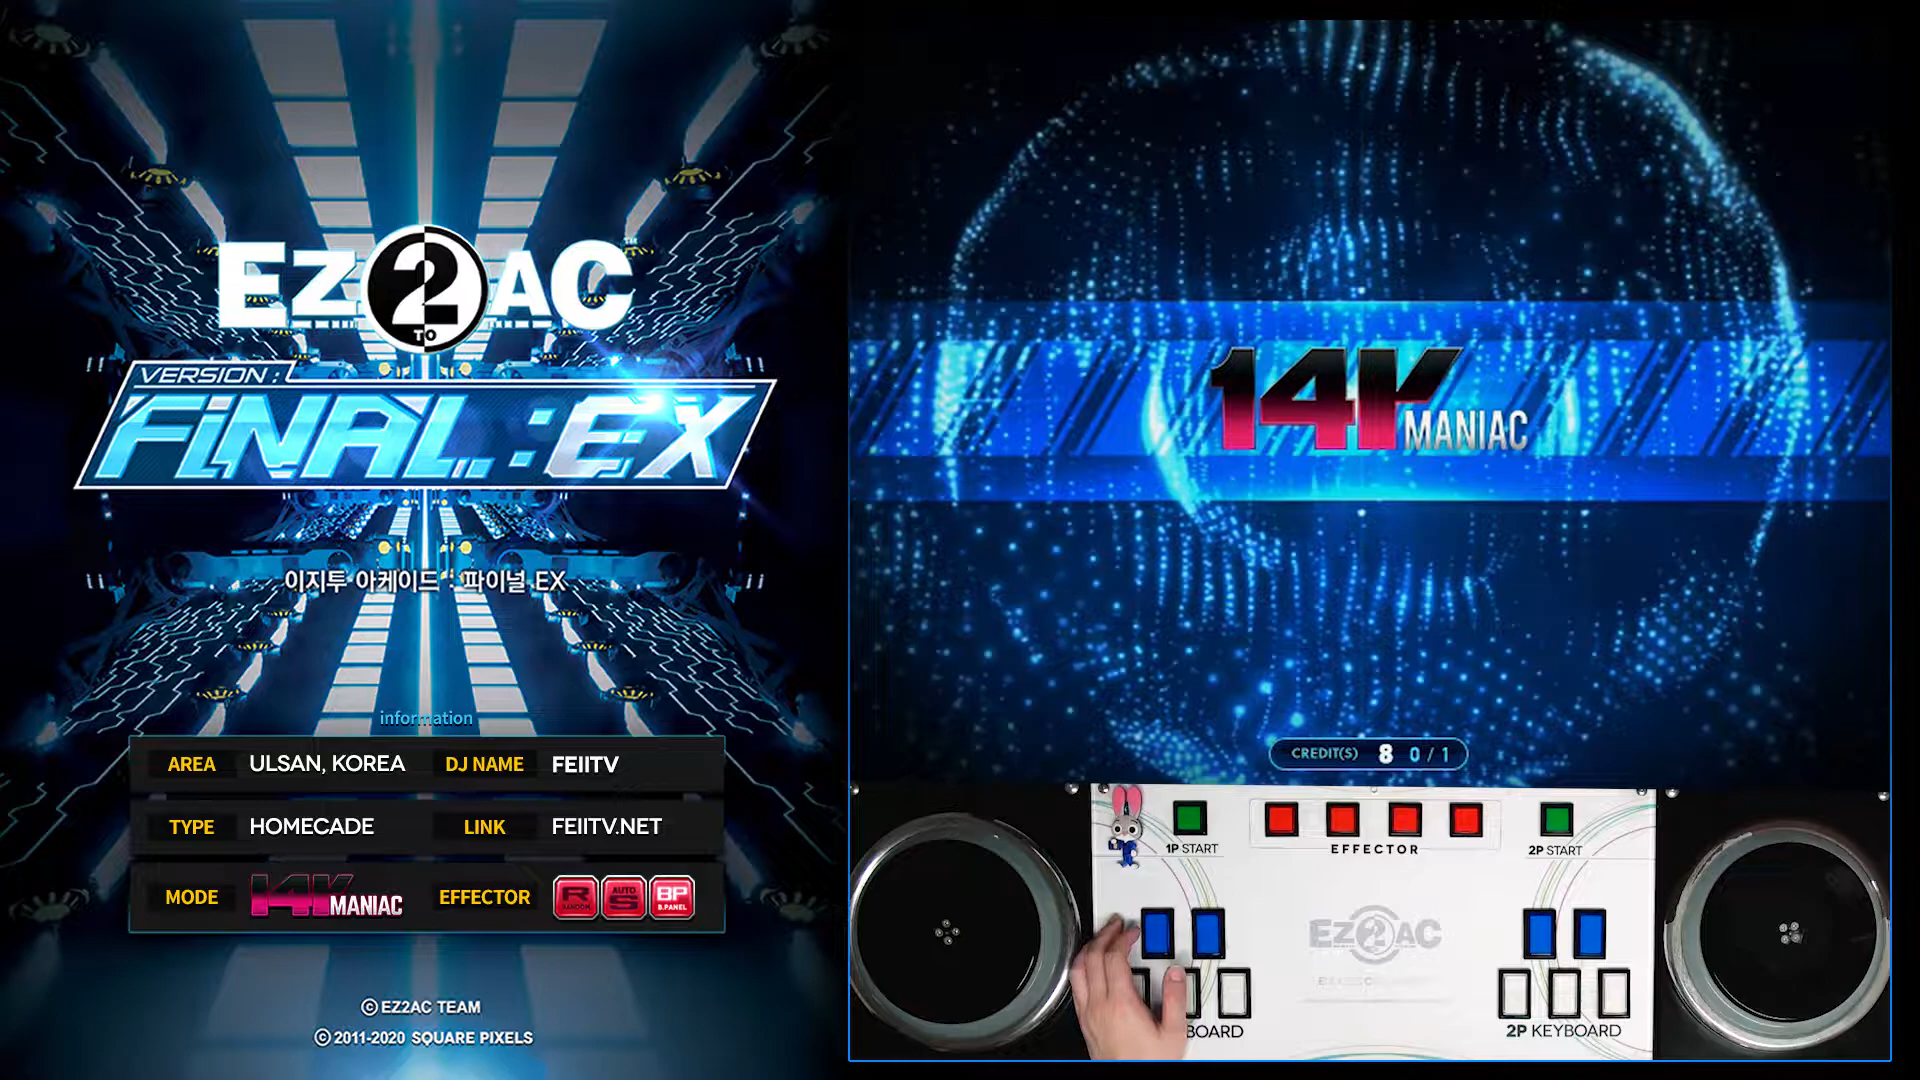 EZ2AC™
TO
VERSION :
FiNAL:EX
이지투 아케이드 : 파이널 EX
information
AREA ULSAN, KOREA DJ NAME FEIITV
TYPE HOMECADE LINK FEIITV.NET
MODE 14K MANIAC EFFECTOR R RANDOM AUTO S BP B.PANEL
ⓒ EZ2AC TEAM
ⓒ 2011-2020 SQUARE PIXELS
14K MANIAC
CREDIT(S) 8 0 / 1
1P START
EFFECTOR
2P START
EZ2AC
BOARD
2P KEYBOARD